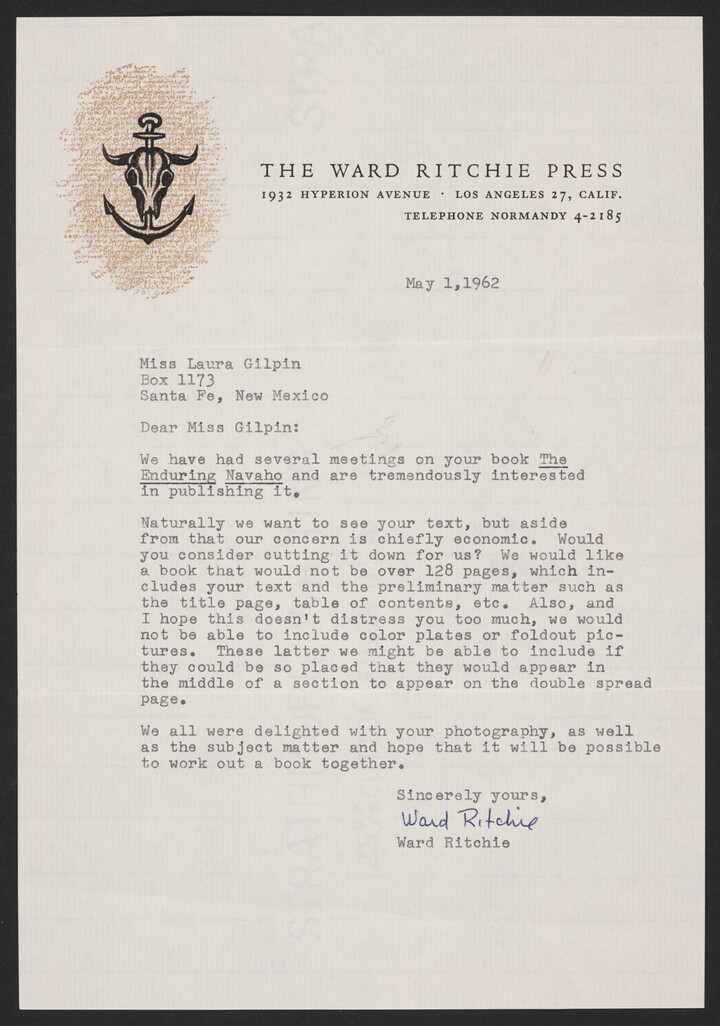 THE WARD RITCHIE PRESS
1932 HYPERION AVENUE · LOS ANGELES 27, CALIF.
TELEPHONE NORMANDY 4-2185
May 1,1962
Miss Laura Gilpin
Box 1173
Santa Fe, New Mexico
Dear Miss Gilpin:
We have had several meetings on your book The
Enduring Navaho and are tremendously interested
in publishing it.
Naturally we want to see your text, but aside
from that our concern is chiefly economic.  Would
you consider cutting it down for us?  We would like
a book that would not be over 128 pages, which in-
cludes your text and the preliminary matter such as
the title page, table of contents, etc.  Also, and
I hope this doesn't distress you too much, we would
not be able to include color plates or foldout pic-
tures.  These latter we might be able to include if
they could be so placed that they would appear in
the middle of a section to appear on the double spread
page.
We all were delighted with your photography, as well
as the subject matter and hope that it will be possible
to work out a book together.
Sincerely yours,
Ward Ritchie
Ward Ritchie